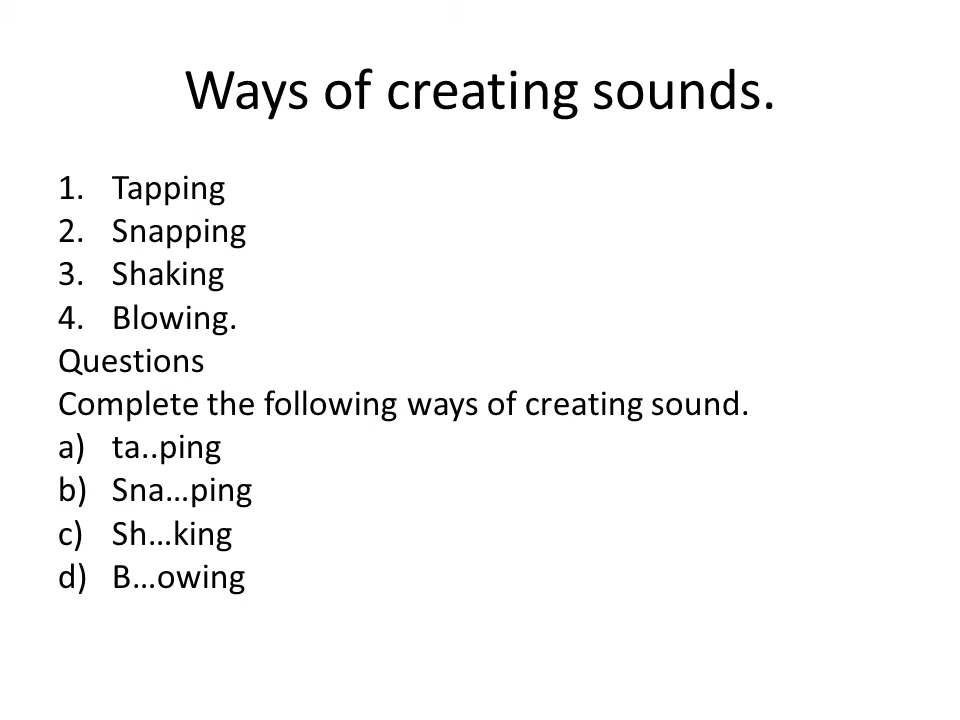 Ways of creating sounds.
1. Tapping
2. Snapping
3. Shaking
4. Blowing.
Questions
Complete the following ways of creating sound.
a) ta..ping
b) Sna…ping
c) Sh…king
d) B…owing